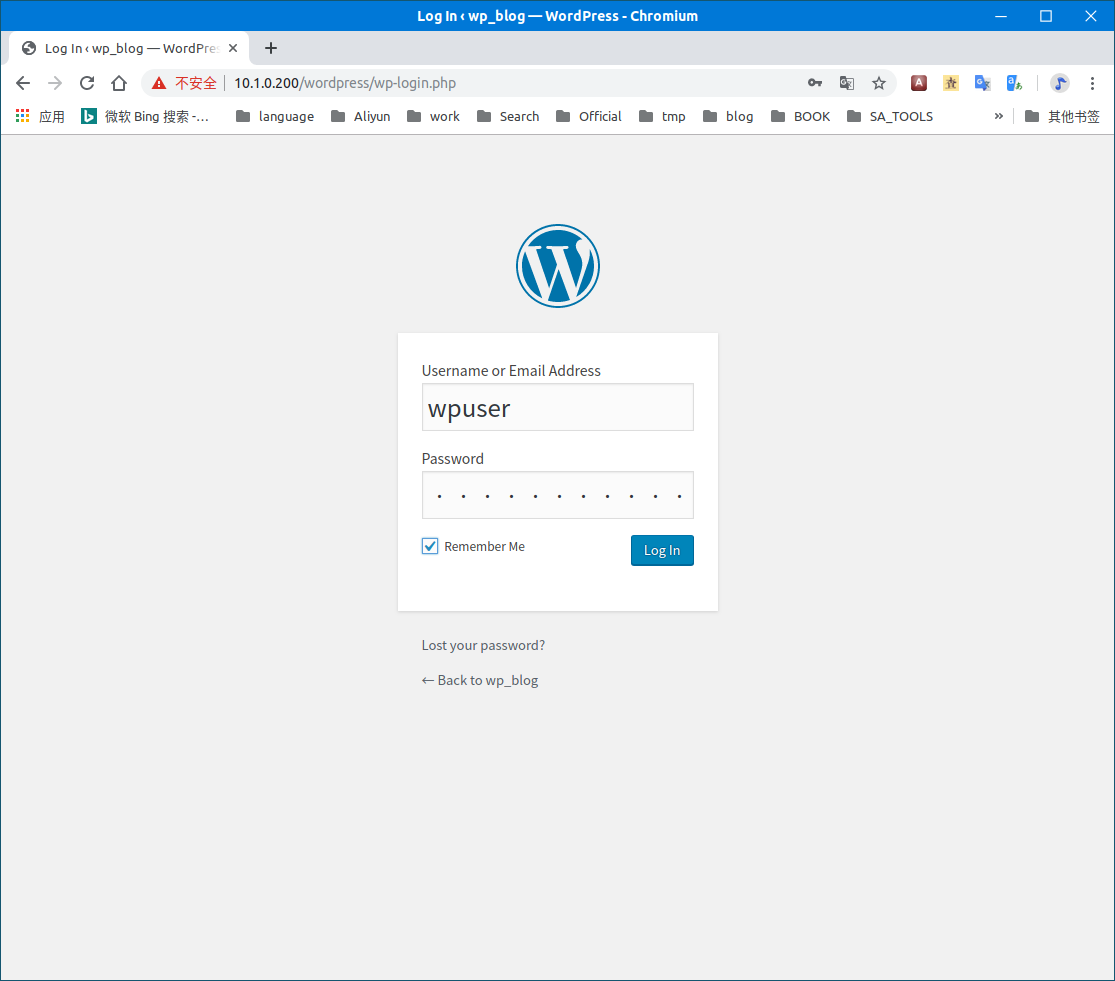 Log In ‹ wp_blog — WordPress - Chromium
Log In ‹ wp_blog — WordPres
不安全 10.1.0.200/wordpress/wp-login.php
应用 微软 Bing 搜索 -... language Aliyun work Search Official tmp blog BOOK SA_TOOLS » 其他书签
Username or Email Address
wpuser
Password
Remember Me Log In
Lost your password?
← Back to wp_blog